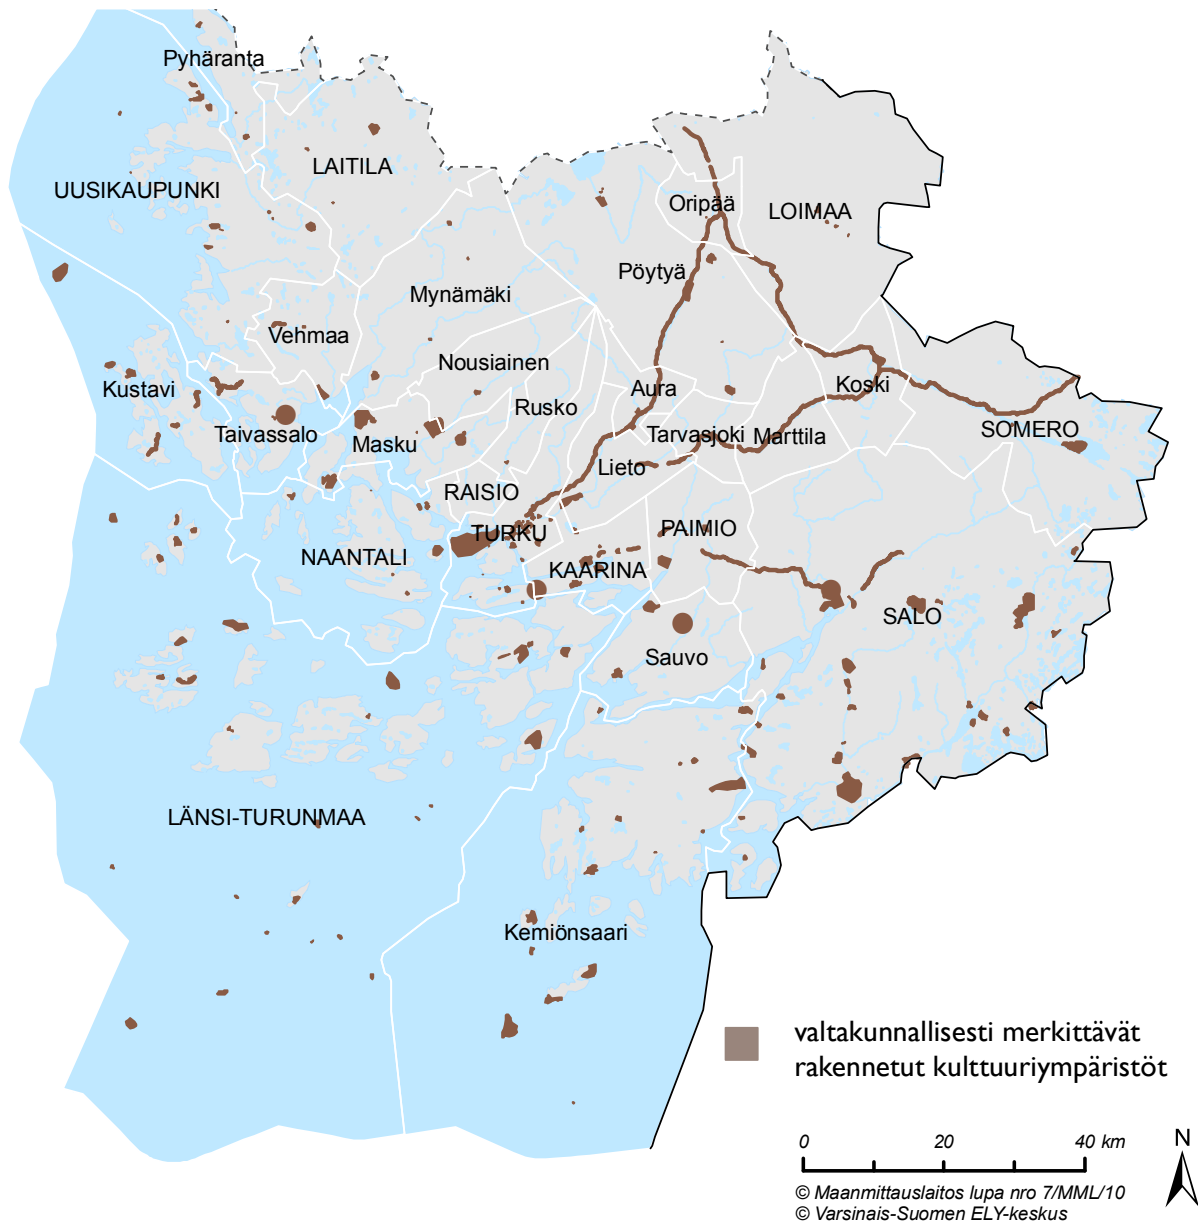 Pyhäranta
LAITILA
UUSIKAUPUNKI
Oripää
LOIMAA
Pöytyä
Mynämäki
Vehmaa
Nousiainen
Kustavi
Aura
Koski
Rusko
Taivassalo
Masku
Tarvasjoki
Marttila
SOMERO
Lieto
RAISIO
TURKU
PAIMIO
NAANTALI
KAARINA
SALO
Sauvo
LÄNSI-TURUNMAA
Kemiönsaari
valtakunnallisesti merkittävät
rakennetut kulttuuriympäristöt
0 20 40 km
N
© Maanmittauslaitos lupa nro 7/MML/10
© Varsinais-Suomen ELY-keskus